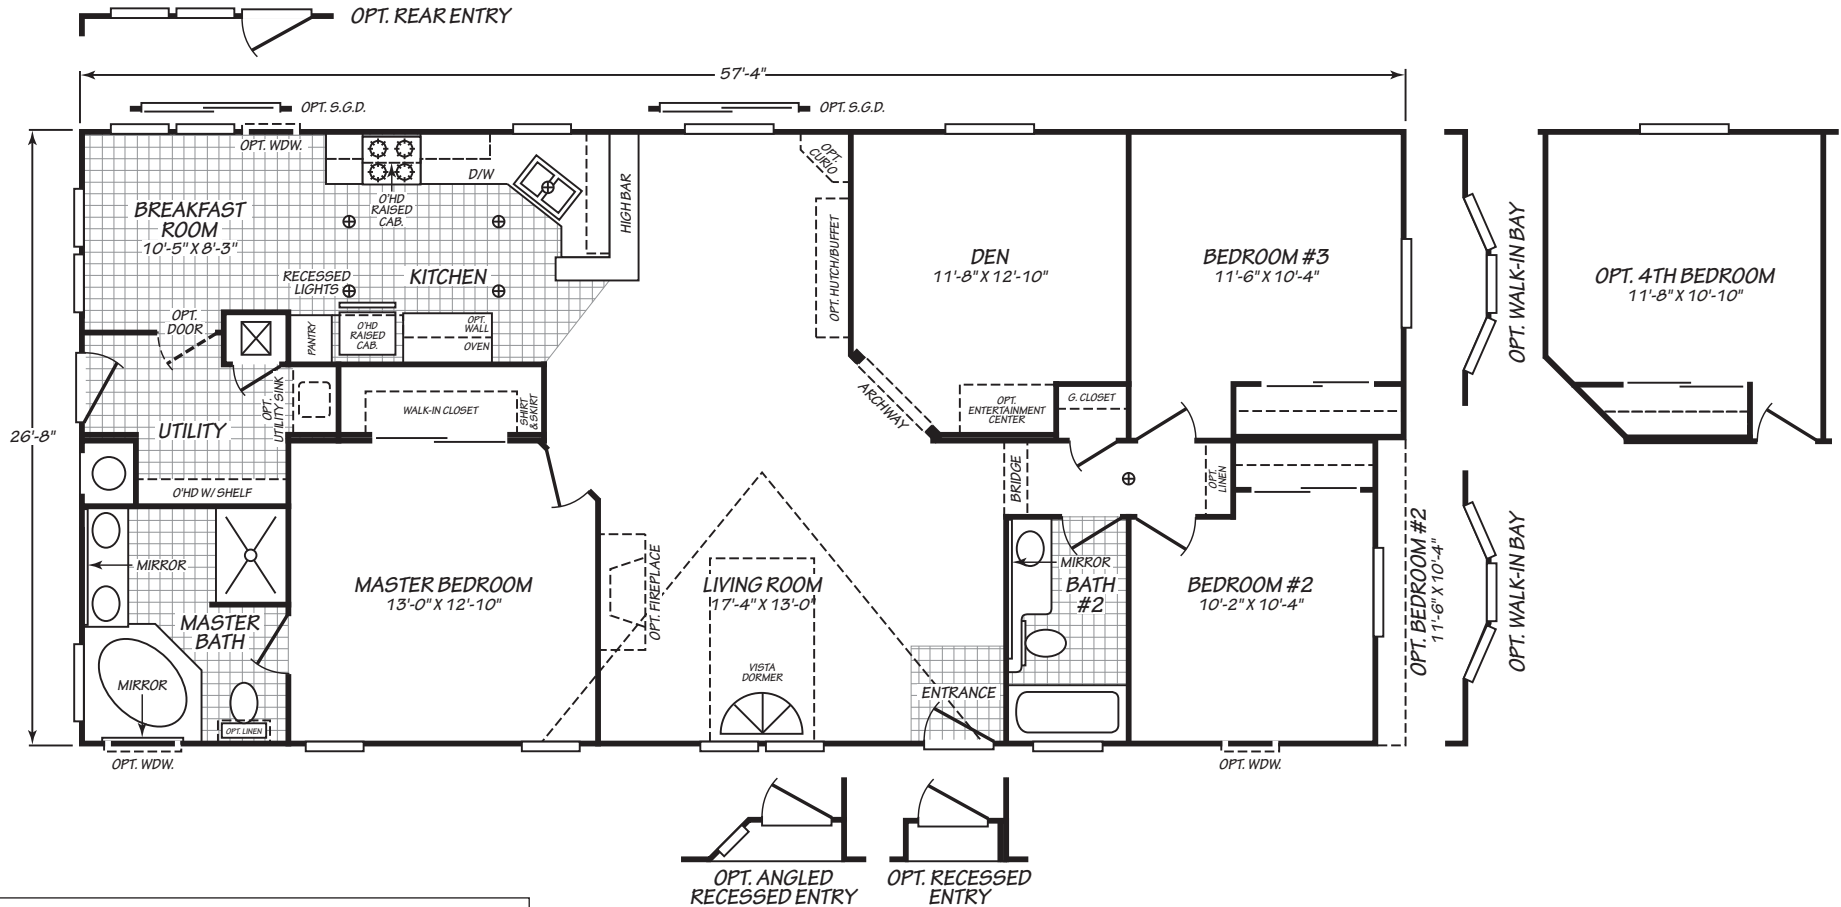 OPT. REAR ENTRY
57'-4"
OPT. S.G.D.
OPT. S.G.D.
OPT. WDW.
OPT. CURIO
D/W
O'HD
RAISED
CAB.
HIGH BAR
BREAKFAST
ROOM
10'-5" X 8'-3"
RECESSED
LIGHTS
KITCHEN
OPT. HUTCH/BUFFET
DEN
11'-8" X 12'-10"
BEDROOM #3
11'-6" X 10'-4"
OPT. WALK-IN BAY
OPT. 4TH BEDROOM
11'-8" X 10'-10"
OPT.
DOOR
PANTRY
O'HD
RAISED
CAB.
OPT.
WALL
OVEN
26'-8"
UTILITY
OPT.
UTILITY SINK
WALK-IN CLOSET
SHIRT
& SKIRT
ARCHWAY
OPT.
ENTERTAINMENT
CENTER
G. CLOSET
BRIDGE
OPT.
LINEN
O'HD W/ SHELF
MIRROR
MASTER
BATH
MIRROR
OPT. LINEN
OPT. WDW.
MASTER BEDROOM
13'-0" X 12'-10"
OPT. FIREPLACE
LIVING ROOM
17'-4" X 13'-0"
VISTA
DORMER
ENTRANCE
MIRROR
BATH
#2
BEDROOM #2
10'-2" X 10'-4"
OPT. BEDROOM #2
11'-6" X 10'-4"
OPT. WALK-IN BAY
OPT. WDW.
OPT. ANGLED
RECESSED ENTRY
OPT. RECESSED
ENTRY